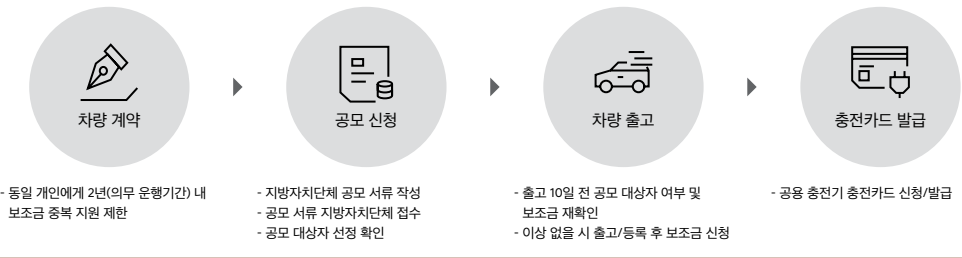 차량 계약
공모 신청
차량 출고
충전카드 발급
- 동일 개인에게 2년(의무 운행기간) 내
보조금 중복 지원 제한
- 지방자치단체 공모 서류 작성
- 공모 서류 지방자치단체 접수
- 공모 대상자 선정 확인
- 출고 10일 전 공모 대상자 여부 및
보조금 재확인
- 이상 없을 시 출고/등록 후 보조금 신청
- 공용 충전기 충전카드 신청/발급